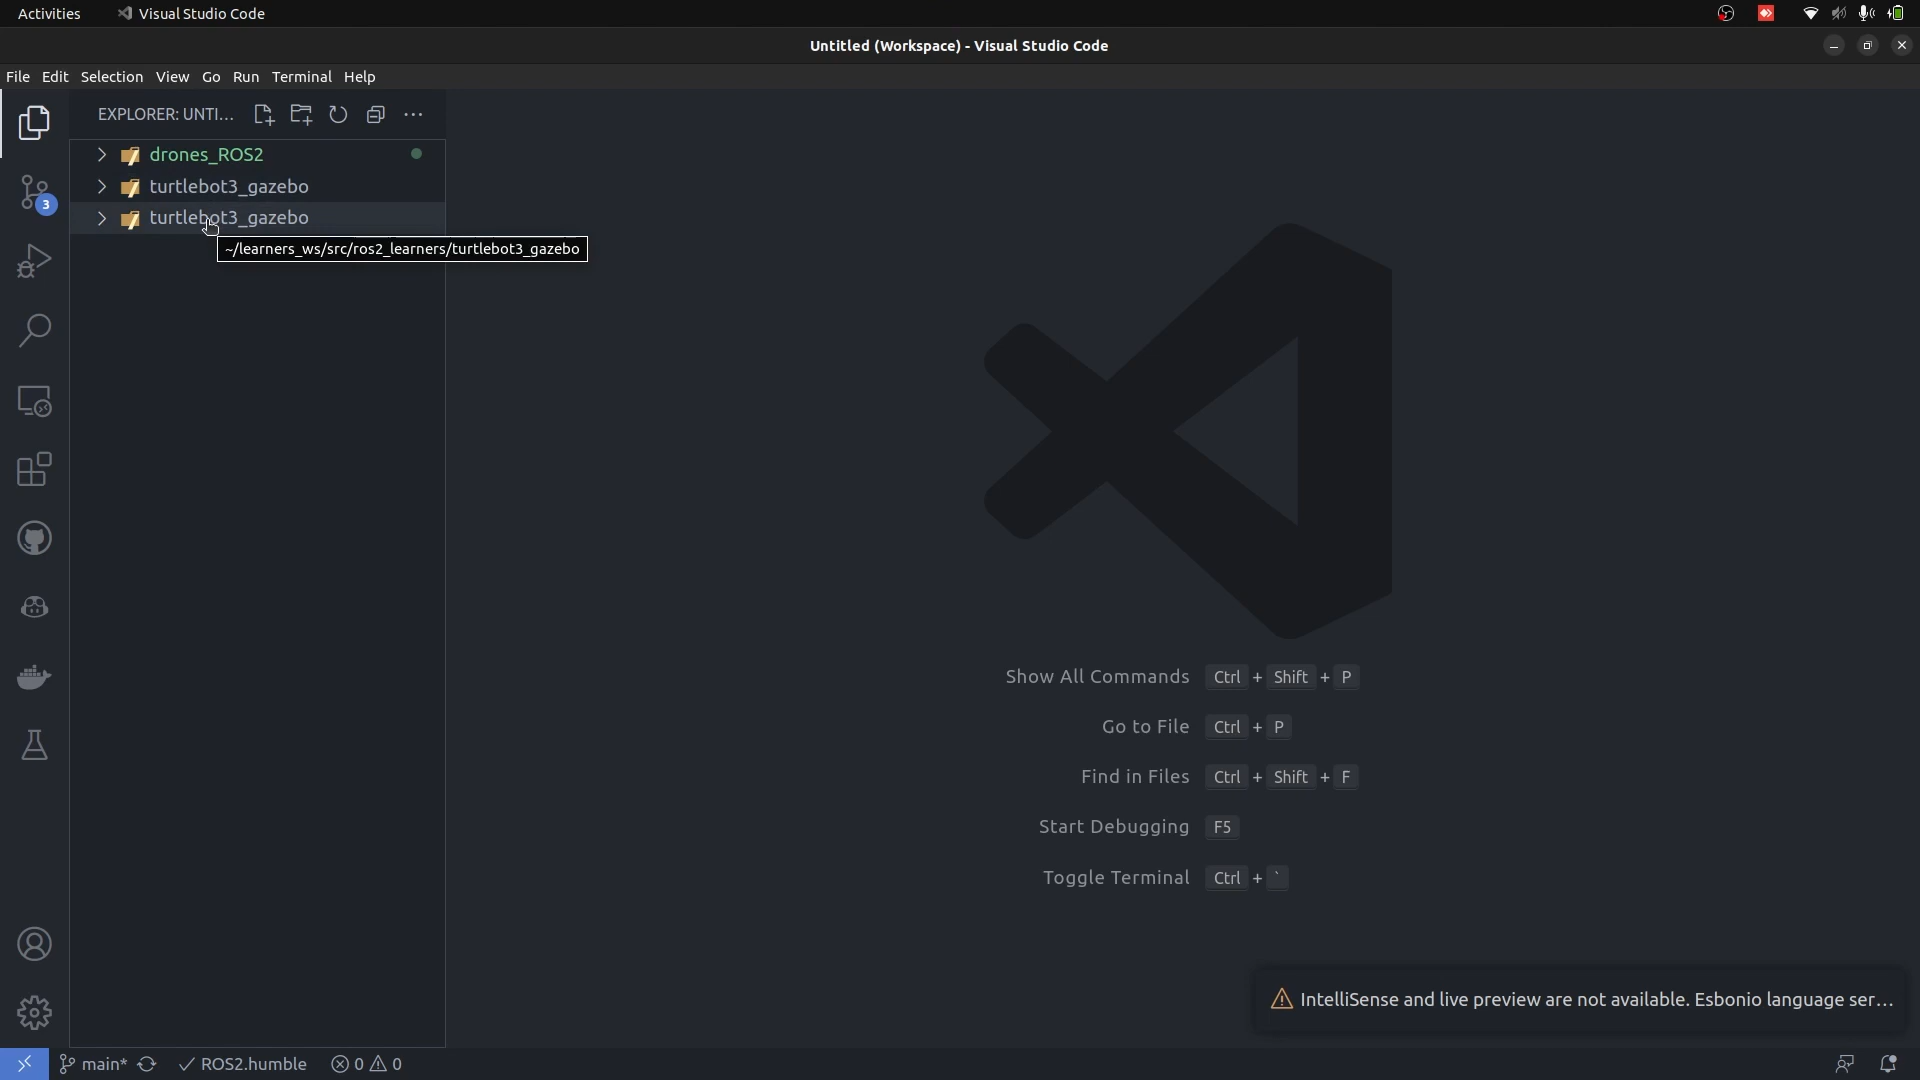 Activities Visual Studio Code
Untitled (Workspace) - Visual Studio Code
File Edit Selection View Go Run Terminal Help
EXPLORER: UNTI...
drones_ROS2
turtlebot3_gazebo
3
turtlebot3_gazebo
~/learners_ws/src/ros2_learners/turtlebot3_gazebo
Show All Commands Ctrl + Shift + P
Go to File Ctrl + P
Find in Files Ctrl + Shift + F
Start Debugging F5
Toggle Terminal Ctrl + `
IntelliSense and live preview are not available. Esbonio language ser...
main* ROS2.humble 0 0